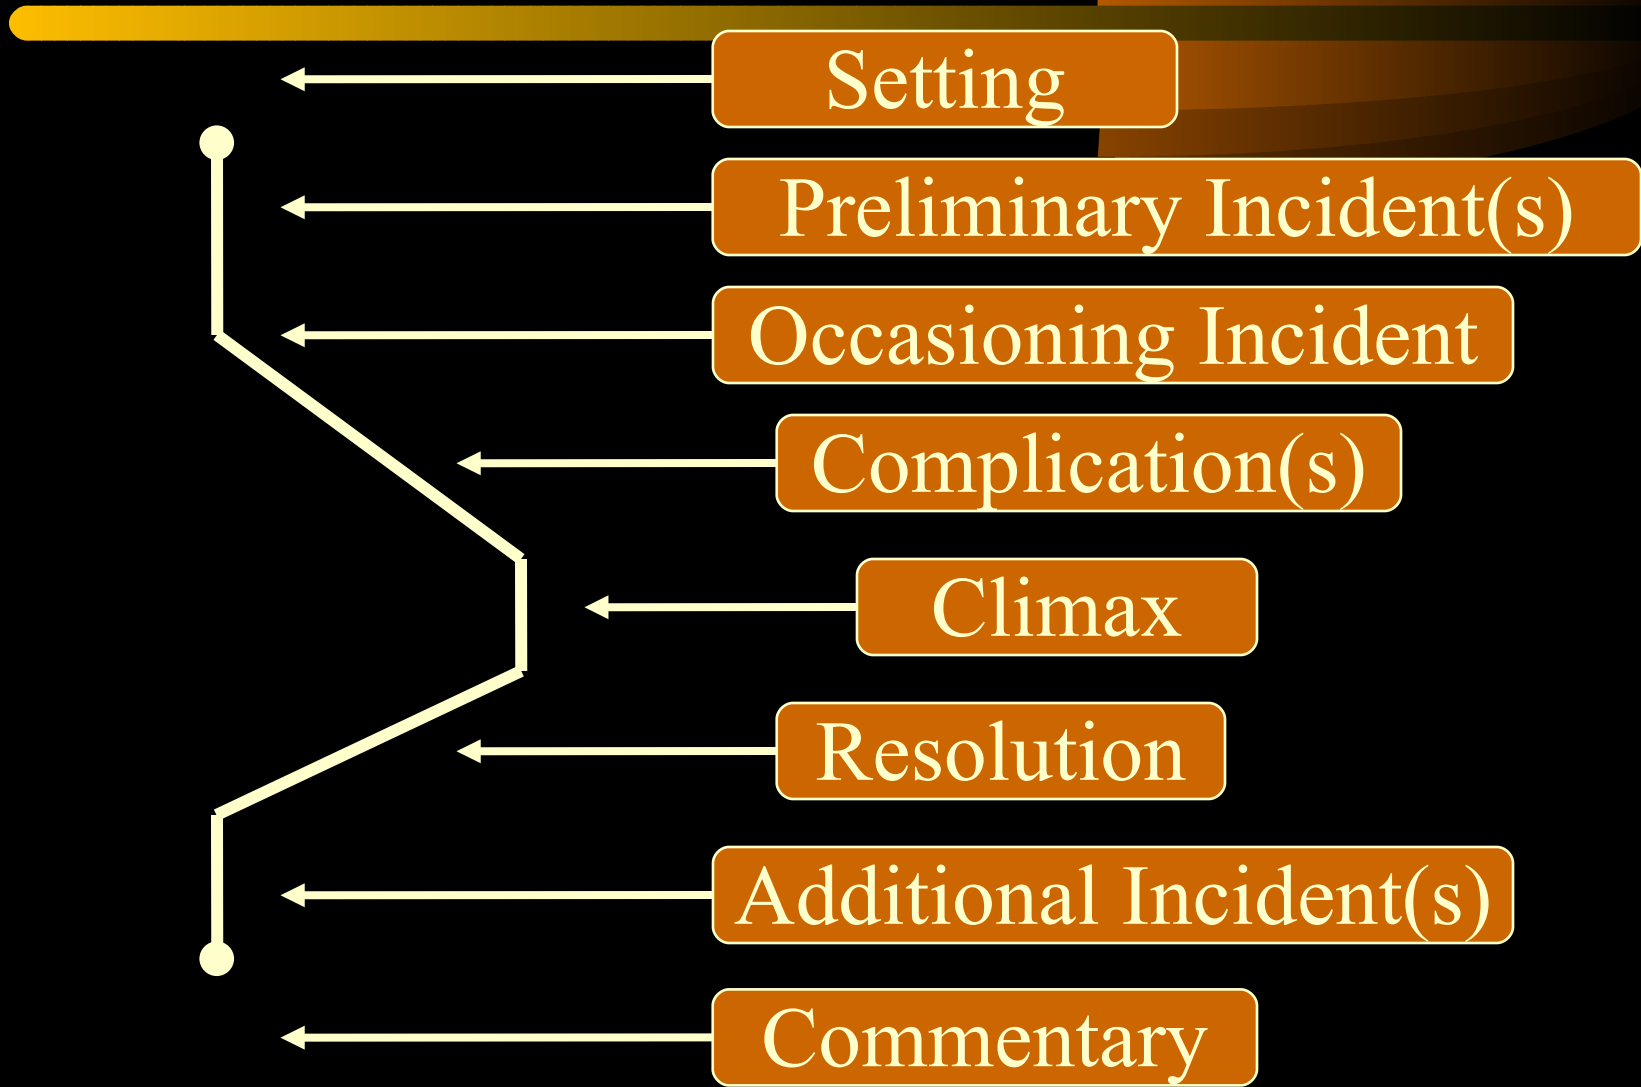 Setting
Preliminary Incident(s)
Occasioning Incident
Complication(s)
Climax
Resolution
Additional Incident(s)
Commentary